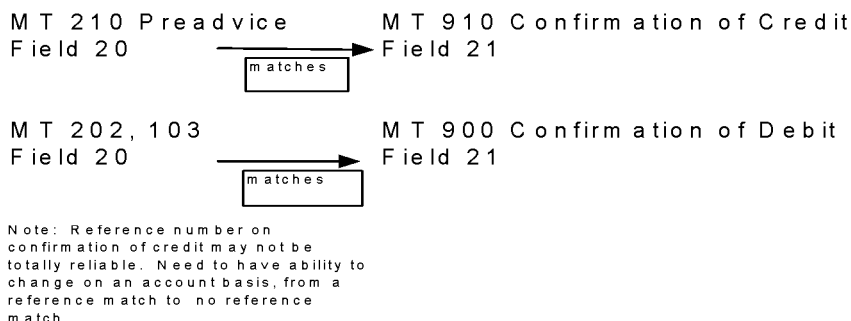 MT 210 Preadvice
Field 20
matches
MT 910 Confirmation of Credit
Field 21
MT 202, 103
Field 20
matches
MT 900 Confirmation of Debit
Field 21
Note: Reference number on
confirmation of credit may not be
totally reliable. Need to have ability to
change on an account basis, from a
reference match to no reference
match